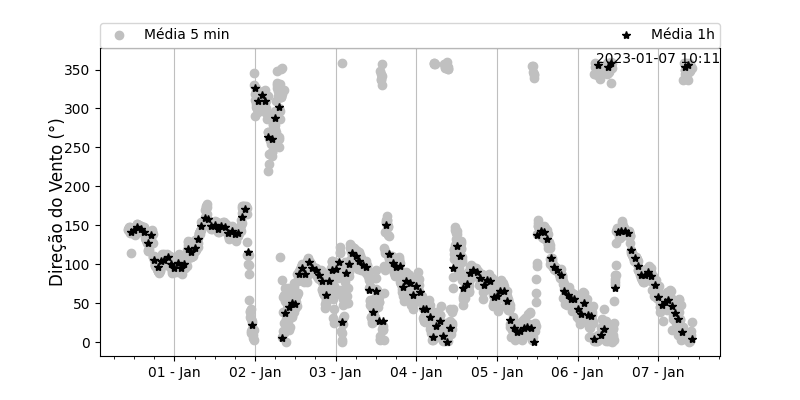 Média 5 min
Média 1h
2023-01-07 10:11
Direção do Vento (°)
350
300
250
200
150
100
50
0
01 - Jan
02 - Jan
03 - Jan
04 - Jan
05 - Jan
06 - Jan
07 - Jan